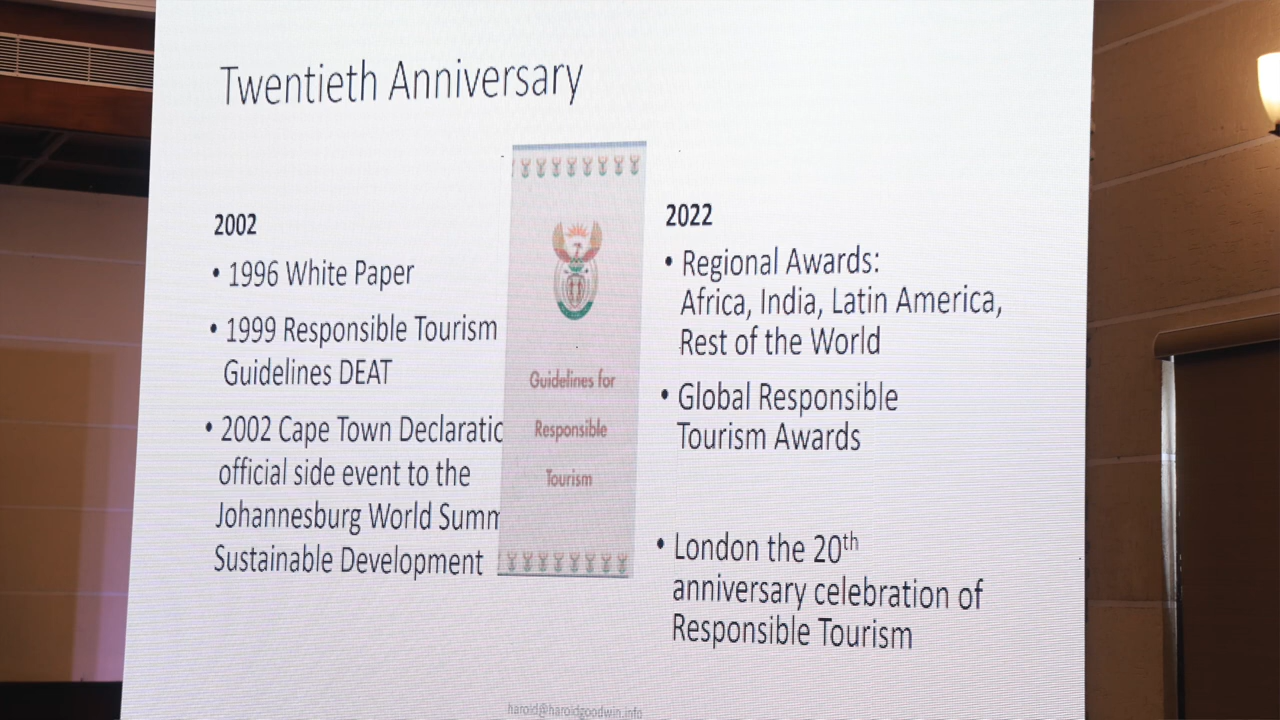 Twentieth Anniversary
2002
• 1996 White Paper
• 1999 Responsible Tourism
Guidelines DEAT
• 2002 Cape Town Declaratio
official side event to the
Johannesburg World Summ
Sustainable Development
Guidelines for
Responsible
Tourism
2022
• Regional Awards:
Africa, India, Latin America,
Rest of the World
• Global Responsible
Tourism Awards
• London the 20th
anniversary celebration of
Responsible Tourism
harold@haroldgoodwin.info